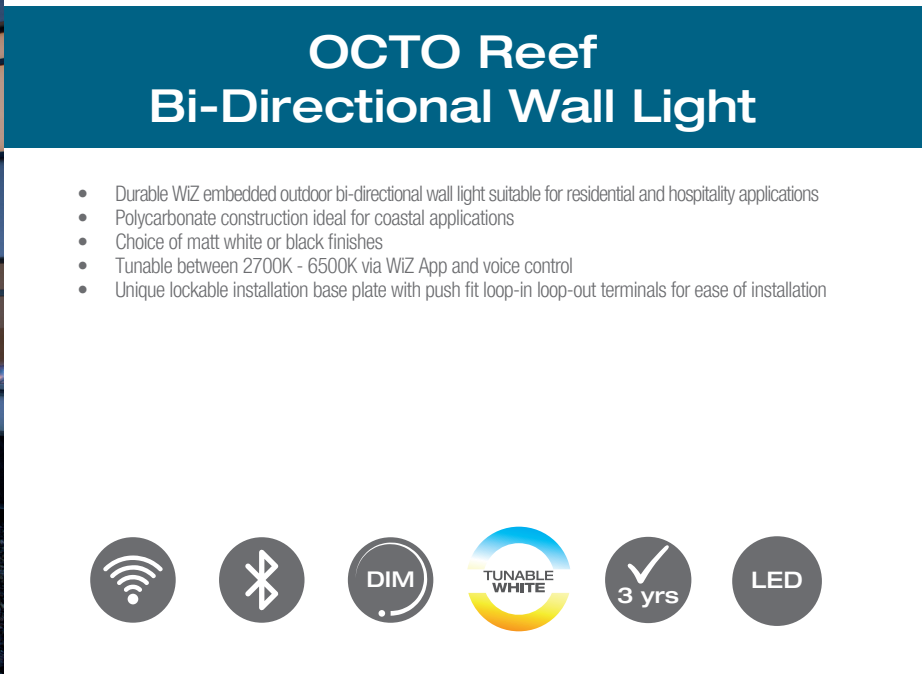 OCTO Reef
Bi-Directional Wall Light
• Durable WiZ embedded outdoor bi-directional wall light suitable for residential and hospitality applications
• Polycarbonate construction ideal for coastal applications
• Choice of matt white or black finishes
• Tunable between 2700K - 6500K via WiZ App and voice control
• Unique lockable installation base plate with push fit loop-in loop-out terminals for ease of installation
DIM
TUNABLE
WHITE
3 yrs
LED